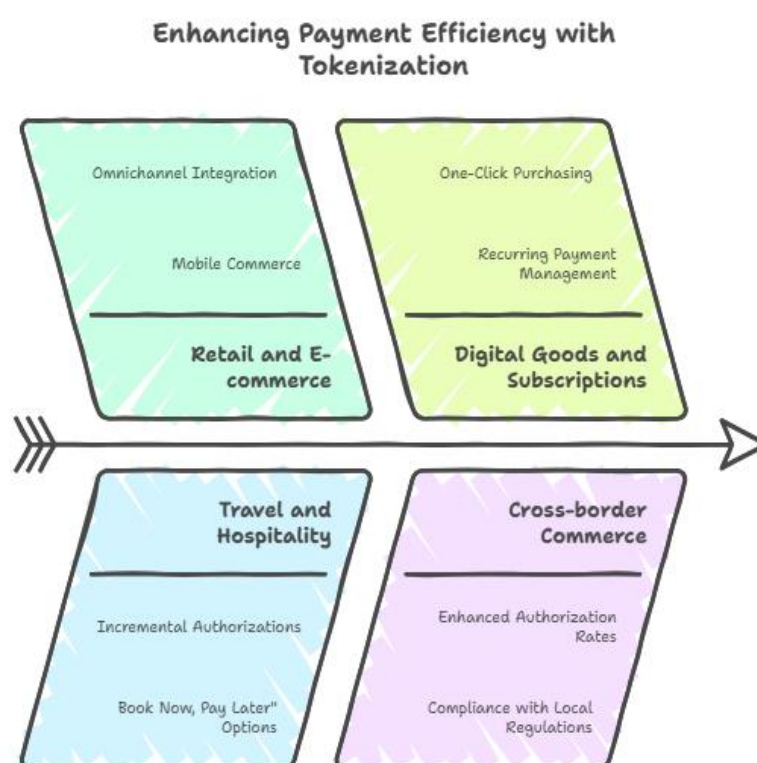 Enhancing Payment Efficiency with
Tokenization
Omnichannel Integration
Mobile Commerce
Retail and E-
commerce
One-Click Purchasing
Recurring Payment
Management
Digital Goods and
Subscriptions
Travel and
Hospitality
Incremental Authorizations
Book Now, Pay Later"
Options
Cross-border
Commerce
Enhanced Authorization
Rates
Compliance with Local
Regulations